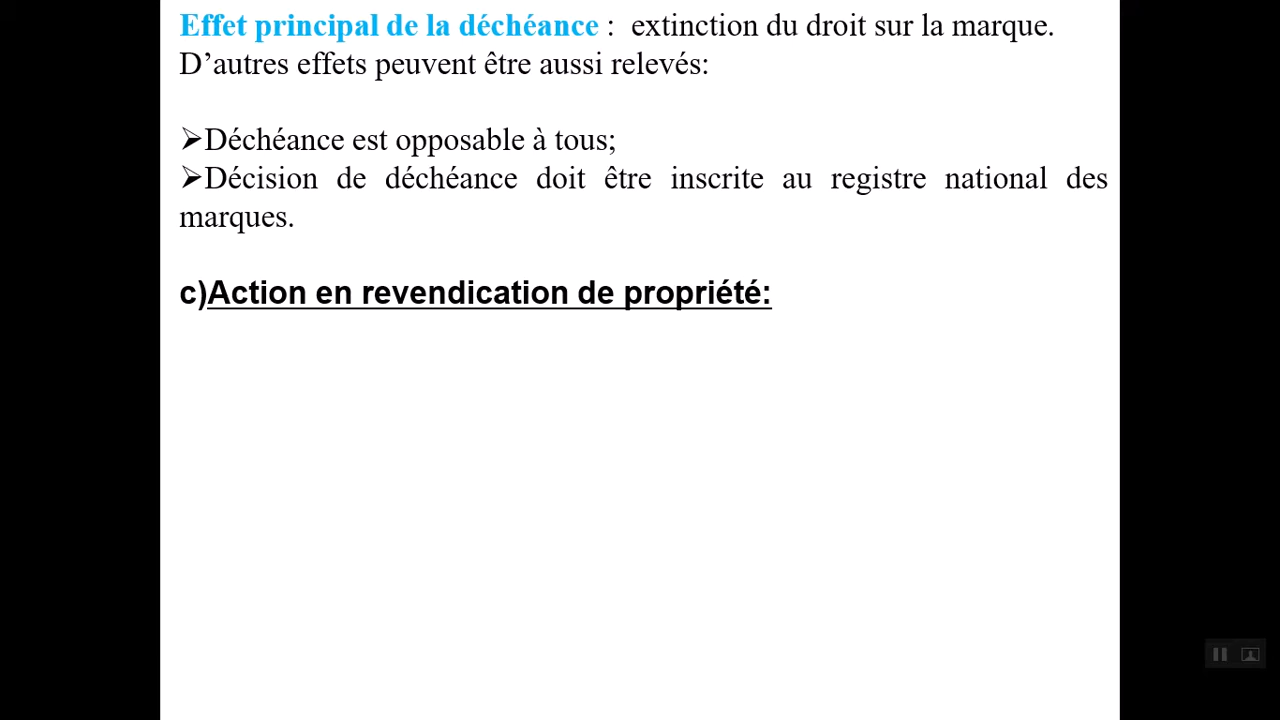 Effet principal de la déchéance :  extinction du droit sur la marque.
D’autres effets peuvent être aussi relevés:
➢Déchéance est opposable à tous;
➢Décision de déchéance doit être inscrite au registre national des
marques.
c)Action en revendication de propriété: